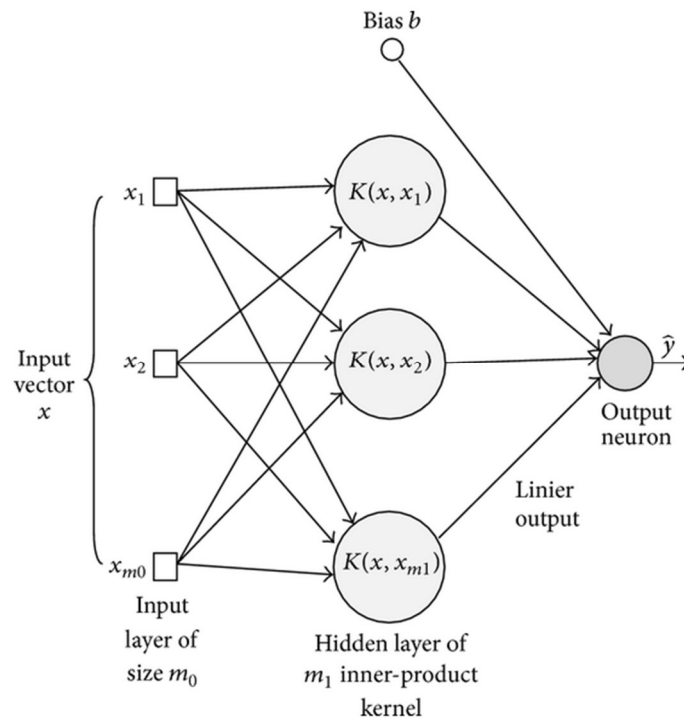 Bias b
x₁
K(x, x₁)
x₂
K(x, x₂)
ŷ
Input
vector
x
Output
neuron
Linier
output
xₘ₀
K(x, xₘ₁)
Input
layer of
size m₀
Hidden layer of
m₁ inner-product
kernel